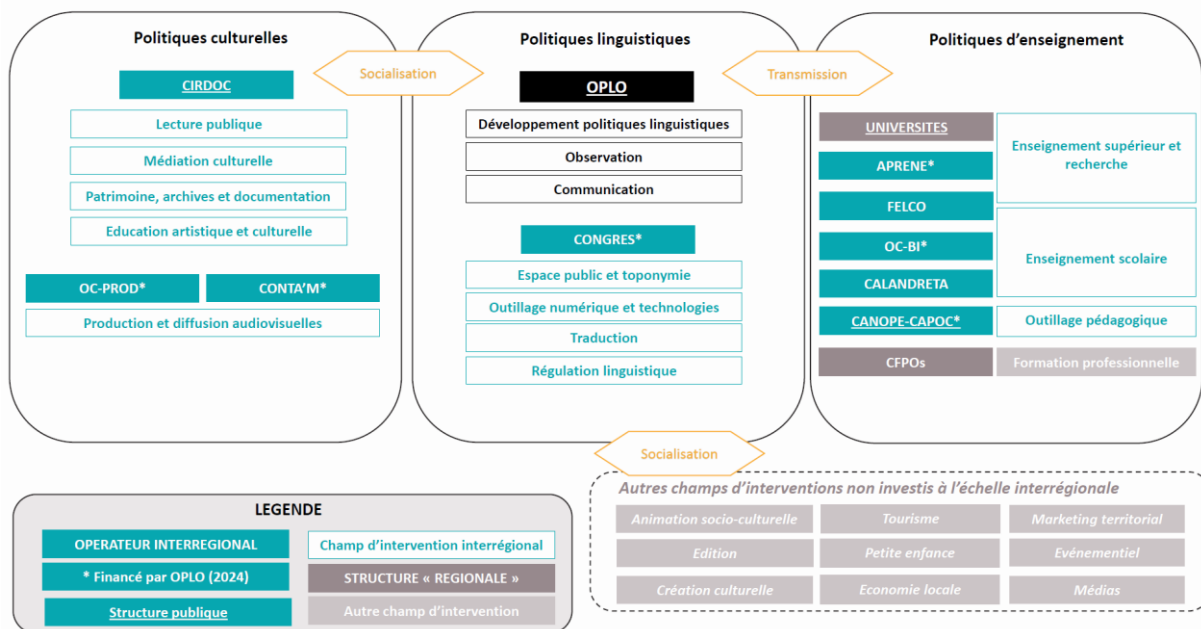 Politiques culturelles
Socialisation
CIRDOC
Lecture publique
Médiation culturelle
Patrimoine, archives et documentation
Education artistique et culturelle
OC-PROD*
CONTA'M*
Production et diffusion audiovisuelles
Politiques linguistiques
OPLO
Développement politiques linguistiques
Observation
Communication
CONGRES*
Espace public et toponymie
Outillage numérique et technologies
Traduction
Régulation linguistique
Transmission
Politiques d'enseignement
UNIVERSITES
APRENE*
FELCO
OC-BI*
CALANDRETA
CANOPE-CAPOC*
CFPOs
Enseignement supérieur et
recherche
Enseignement scolaire
Outillage pédagogique
Formation professionnelle
Socialisation
Autres champs d'interventions non investis à l'échelle interrégionale
Animation socio-culturelle
Tourisme
Marketing territorial
Edition
Petite enfance
Evénementiel
Création culturelle
Economie locale
Médias
LEGENDE
OPERATEUR INTERREGIONAL
Champ d'intervention interrégional
* Financé par OPLO (2024)
STRUCTURE « REGIONALE »
Structure publique
Autre champ d'intervention